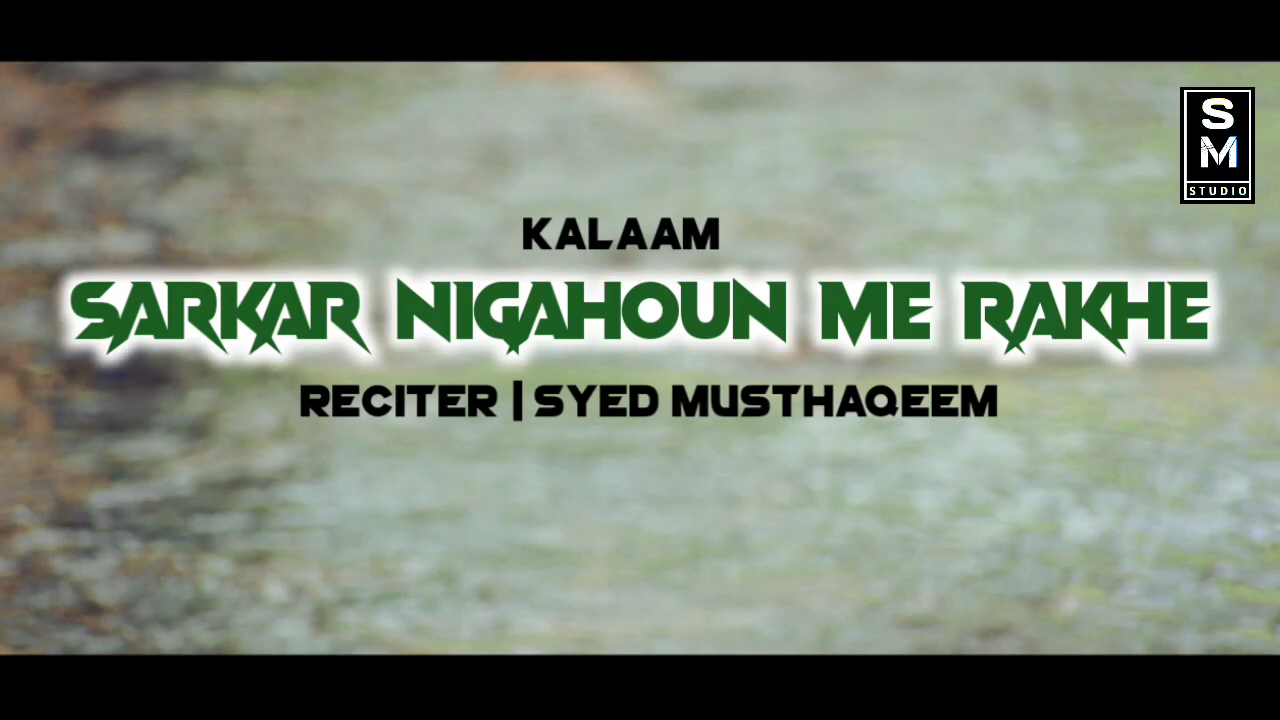 S
M
STUDIO
KALAAM
SARKAR NIGAHOUN ME RAKHE
RECITER | SYED MUSTHAQEEM